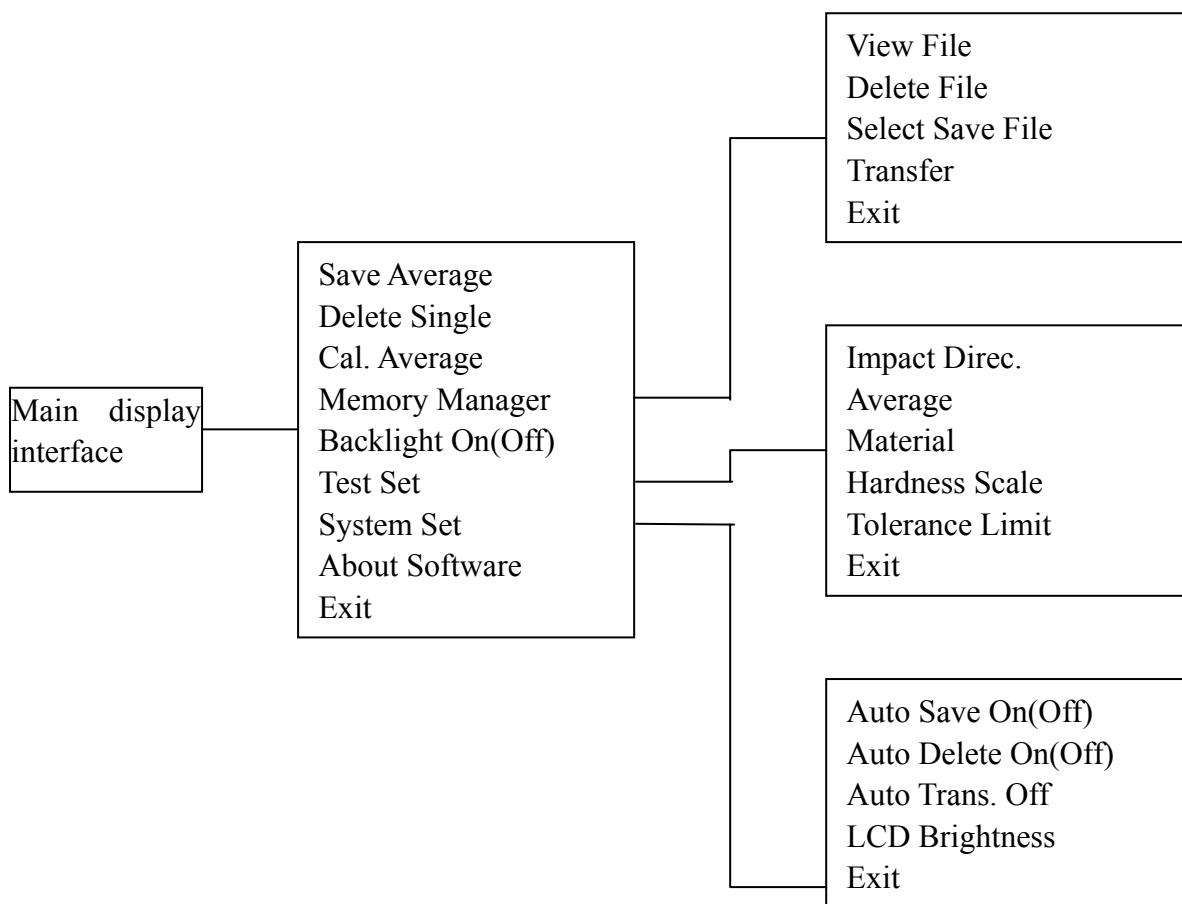 Main display
interface
Save Average
Delete Single
Cal. Average
Memory Manager
Backlight On(Off)
Test Set
System Set
About Software
Exit
View File
Delete File
Select Save File
Transfer
Exit
Impact Direc.
Average
Material
Hardness Scale
Tolerance Limit
Exit
Auto Save On(Off)
Auto Delete On(Off)
Auto Trans. Off
LCD Brightness
Exit